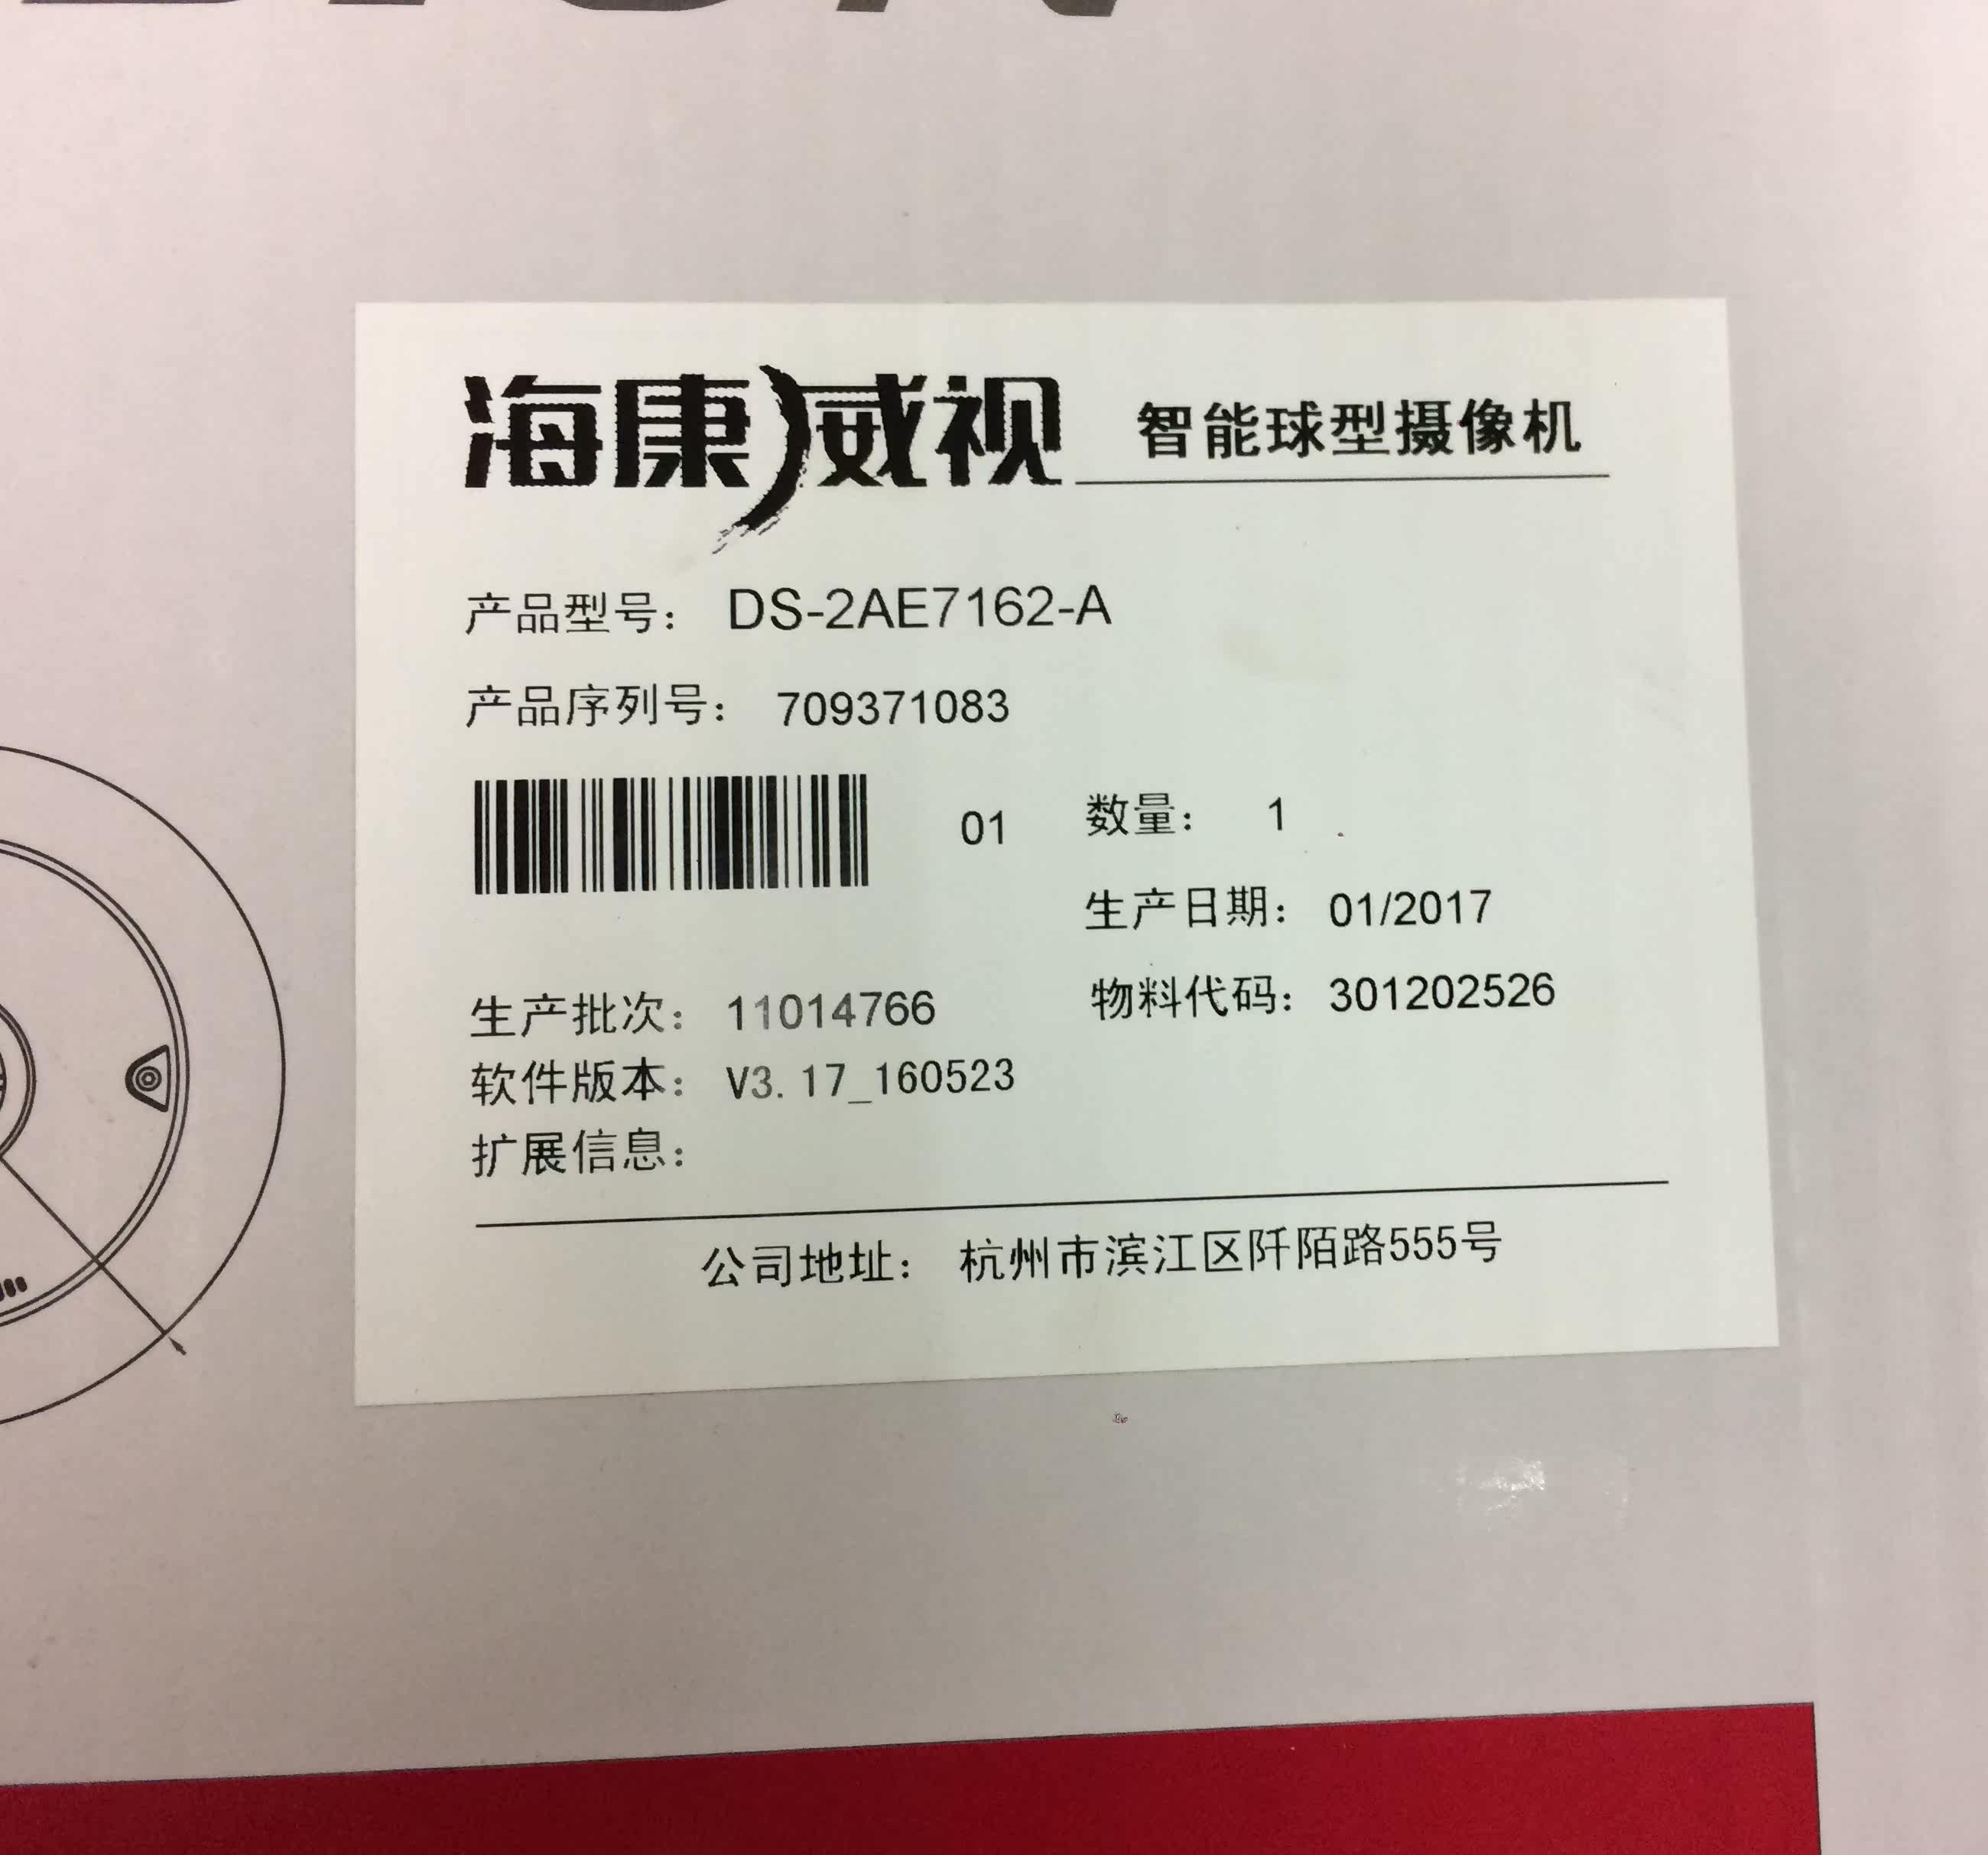 海康威视 智能球型摄像机
产品型号： DS-2AE7162-A
产品序列号： 709371083
01 数量： 1
生产日期： 01/2017
生产批次： 11014766 物料代码： 301202526
软件版本： V3.17_160523
扩展信息：
公司地址： 杭州市滨江区阡陌路555号